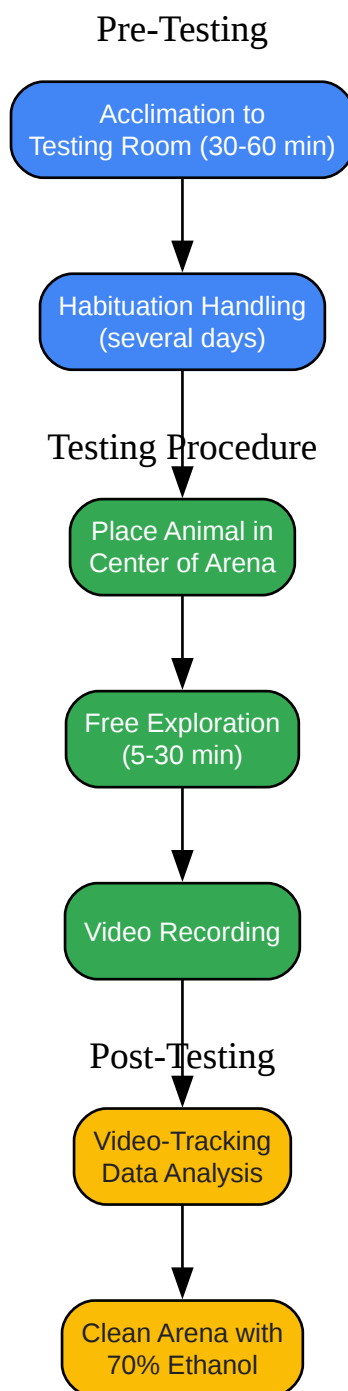 Pre-Testing
Acclimation to
Testing Room (30-60 min)
Habituation Handling
(several days)
Testing Procedure
Place Animal in
Center of Arena
Free Exploration
(5-30 min)
Video Recording
Post-Testing
Video-Tracking
Data Analysis
Clean Arena with
70% Ethanol